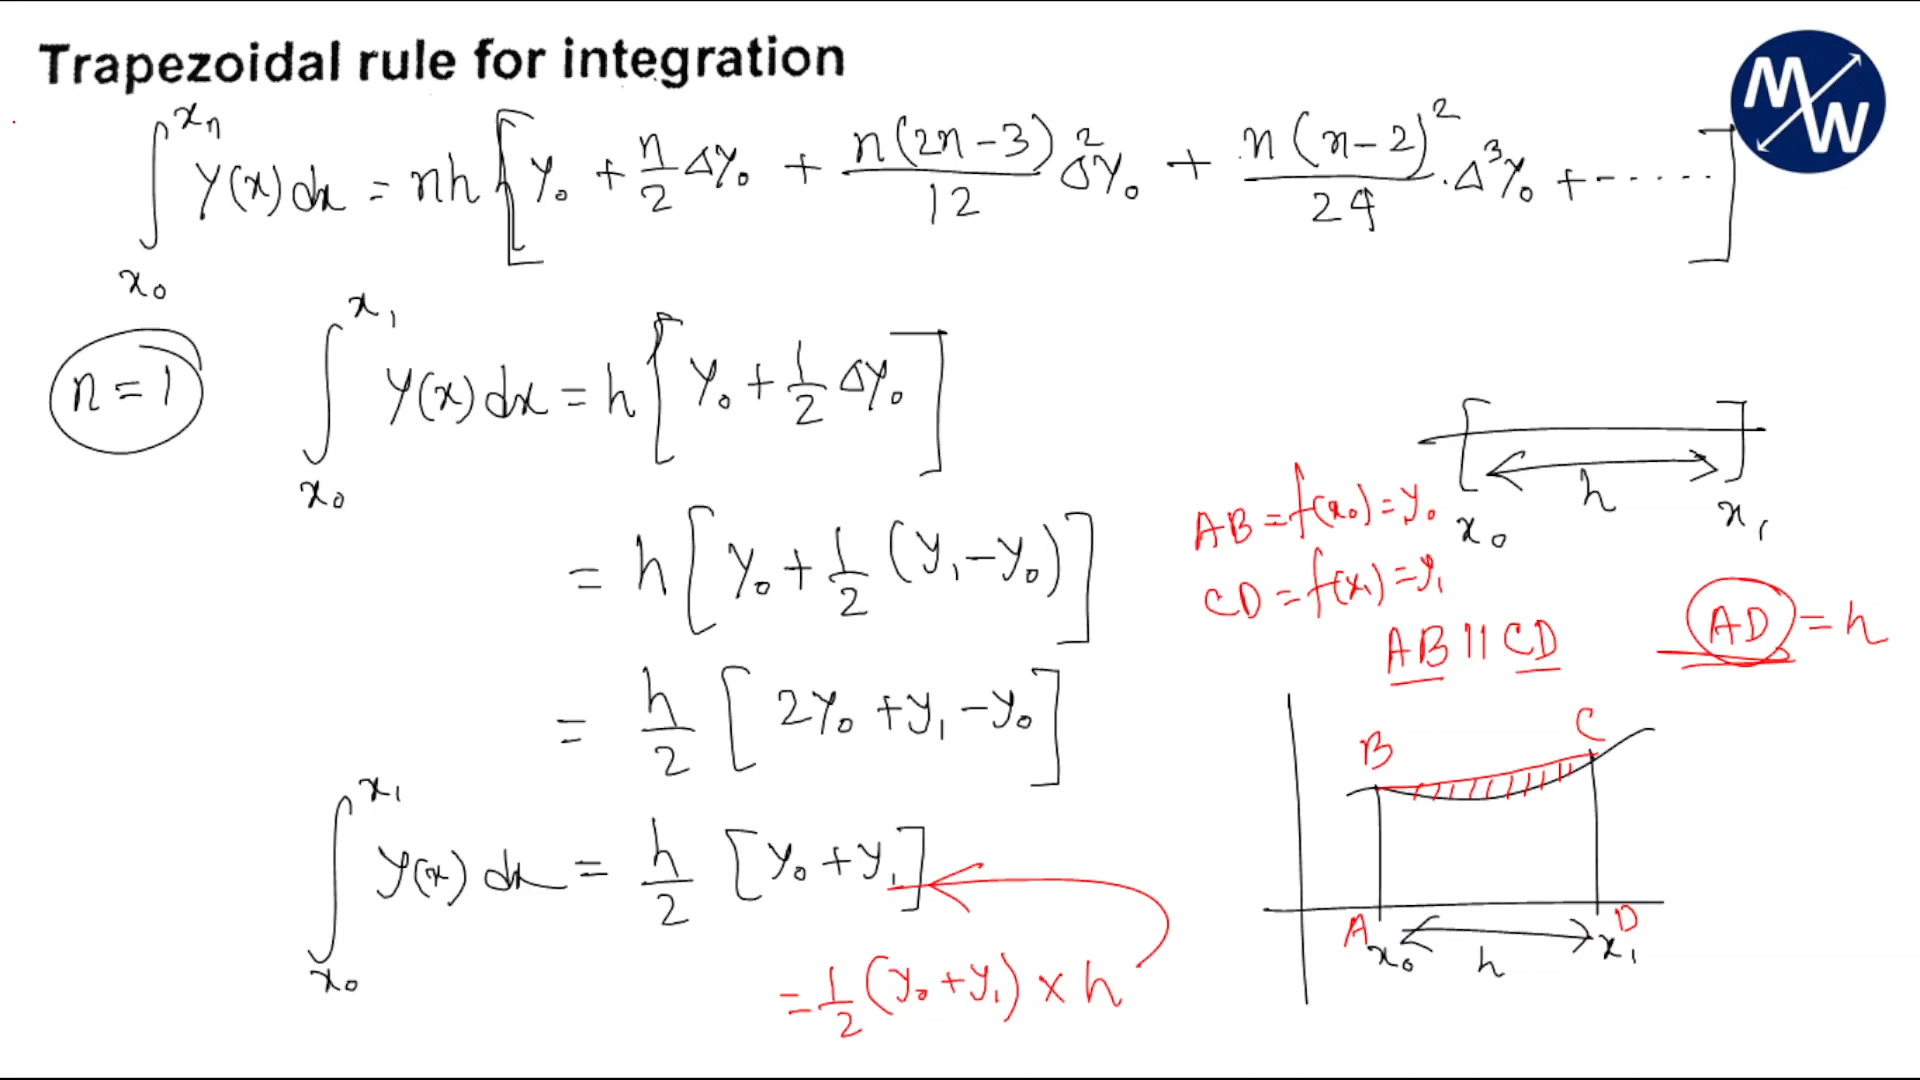 Trapezoidal rule for integration
MW
∫_{x₀}^{xₙ} y(x)dx = nh [y₀ + n/2 Δy₀ + n(2n-3)/12 Δ²y₀ + n(n-2)²/24 . Δ³y₀ + ......]
n=1
∫_{x₀}^{x₁} y(x)dx = h [y₀ + 1/2 Δy₀]
= h [y₀ + 1/2 (y₁-y₀)]
= h/2 [2y₀ + y₁ - y₀]
∫_{x₀}^{x₁} y(x)dx = h/2 [y₀ + y₁]
= 1/2 (y₀ + y₁) × h
h
x₀ x₁
AB = f(x₀) = y₀
CD = f(x₁) = y₁
AB || CD
AD = h
B C
A D
x₀ h x₁